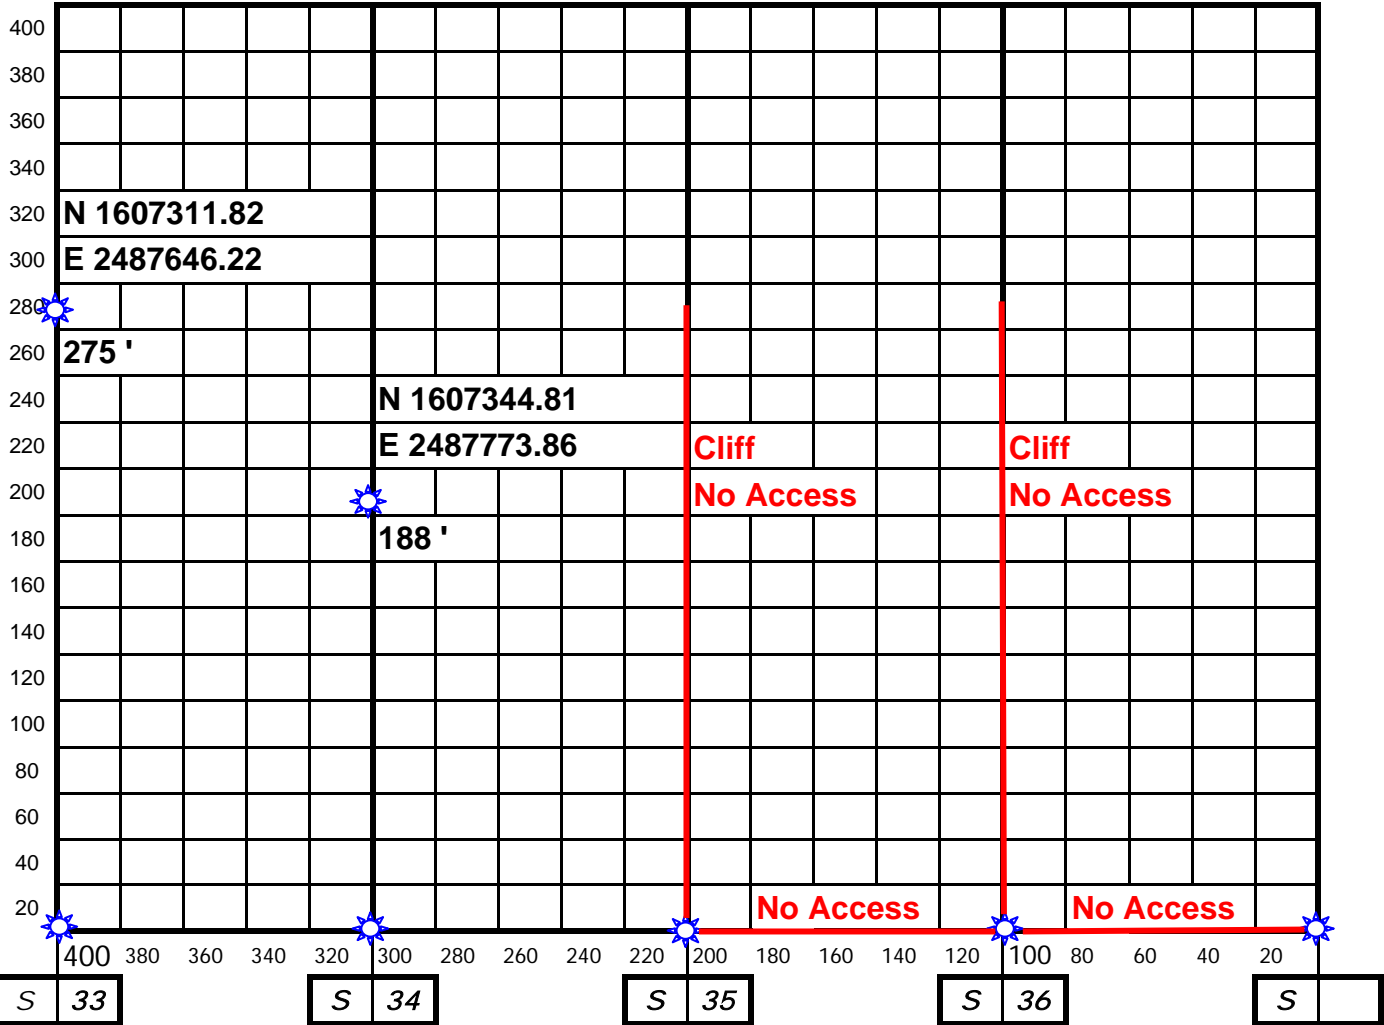 400
380
360
340
320 N 1607311.82
300 E 2487646.22
280
260 275 '
240 N 1607344.81
220 E 2487773.86 Cliff Cliff
200 No Access No Access
180 188 '
160
140
120
100
80
60
40
20 No Access No Access
400 380 360 340 320 300 280 260 240 220 200 180 160 140 120 100 80 60 40 20
S 33 S 34 S 35 S 36 S